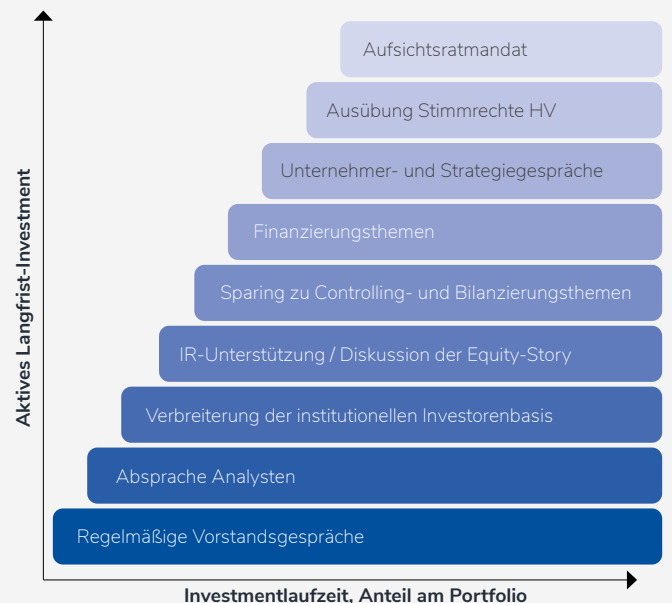 Aktives Langfrist-Investment
Aufsichtsratmandat
Ausübung Stimmrechte HV
Unternehmer- und Strategiegespräche
Finanzierungsthemen
Sparing zu Controlling- und Bilanzierungsthemen
IR-Unterstützung / Diskussion der Equity-Story
Verbreiterung der institutionellen Investorenbasis
Absprache Analysten
Regelmäßige Vorstandsgespräche
Investmentlaufzeit, Anteil am Portfolio